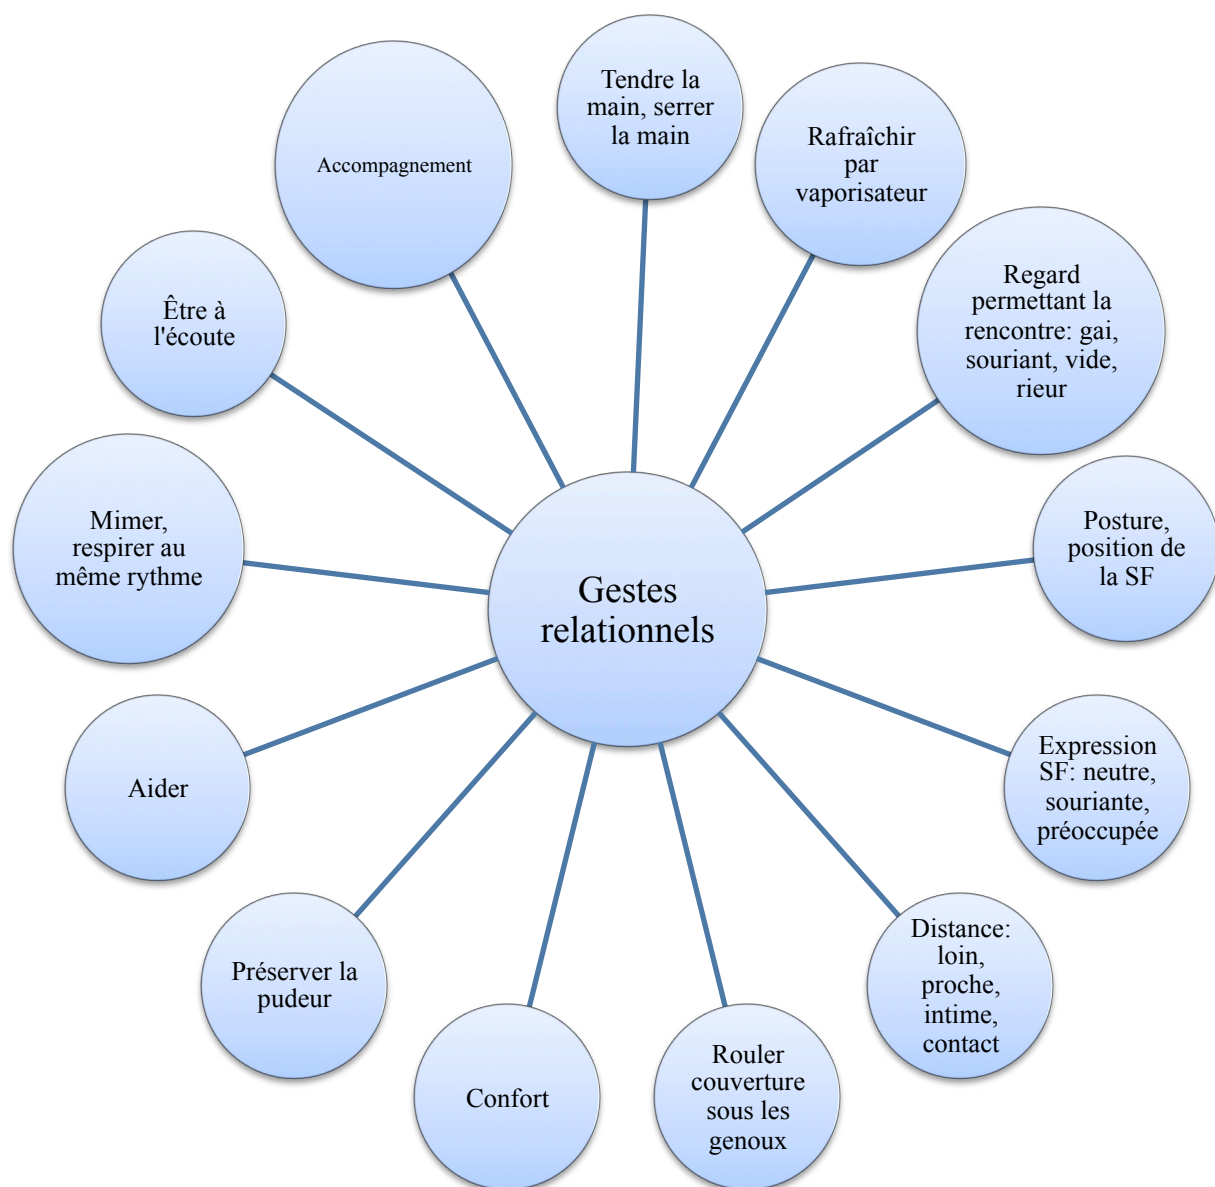 Tendre la
main, serrer
la main
Rafraîchir
par
vaporisateur
Regard
permettant la
rencontre: gai,
souriant, vide,
rieur
Posture,
position de
la SF
Expression
SF: neutre,
souriante,
préoccupée
Distance:
loin,
proche,
intime,
contact
Rouler
couverture
sous les
genoux
Confort
Préserver la
pudeur
Aider
Mimer,
respirer au
même rythme
Être à
l'écoute
Accompagnement
Gestes
relationnels